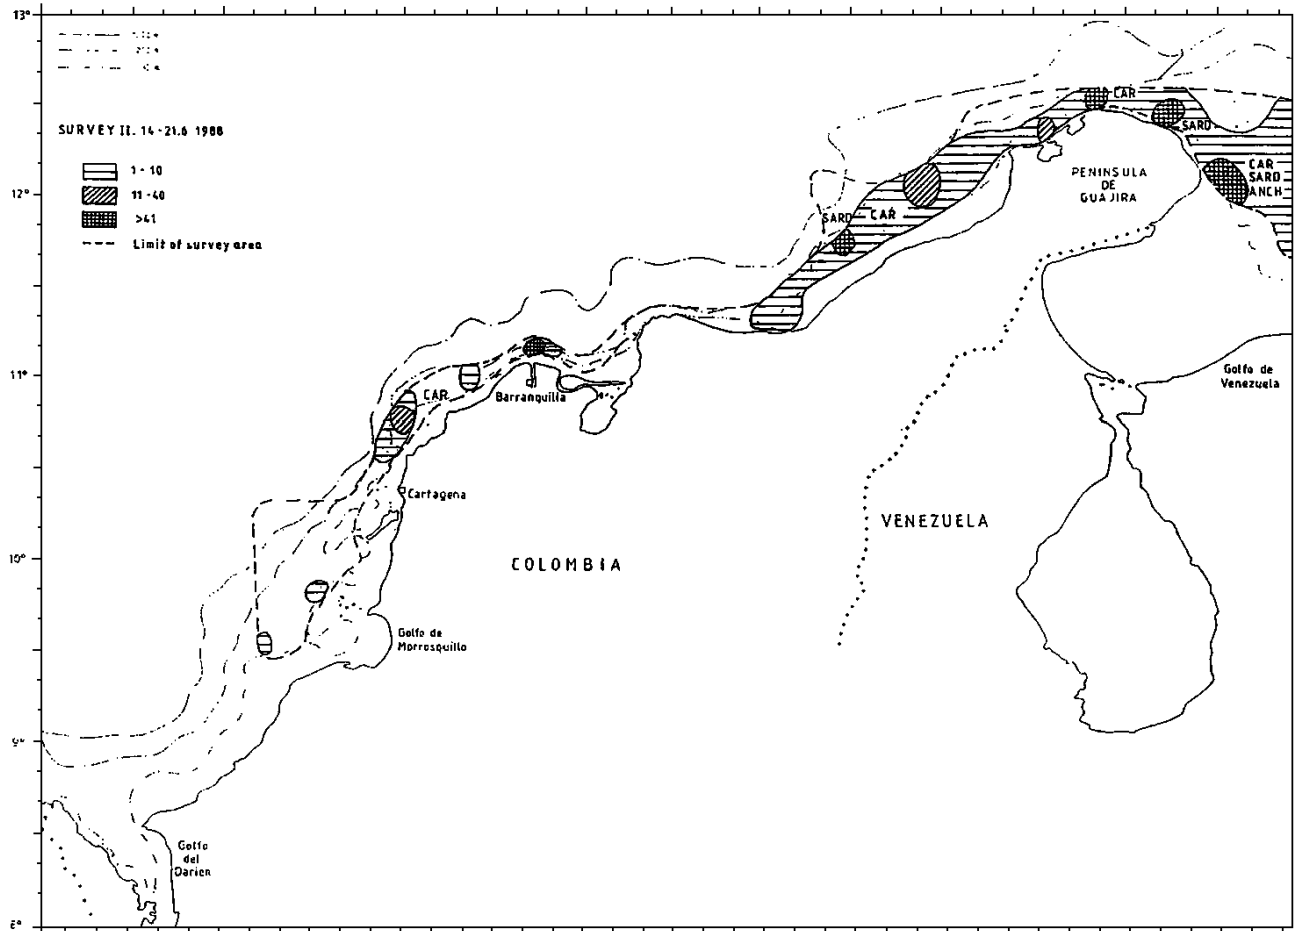 13°
SURVEY II. 14-21.6 1988
1 - 10
11 - 40
>41
Limit of survey area
12°
11°
10°
9°
CAR
SARD
CAR
SARD
ANCH
PENINSULA
DE
GUAJIRA
SARD
CAR
CAR
Barranquilla
Golfo de
Venezuela
Cartagena
VENEZUELA
COLOMBIA
Golfo de
Morrosquillo
Golfo
del
Darien